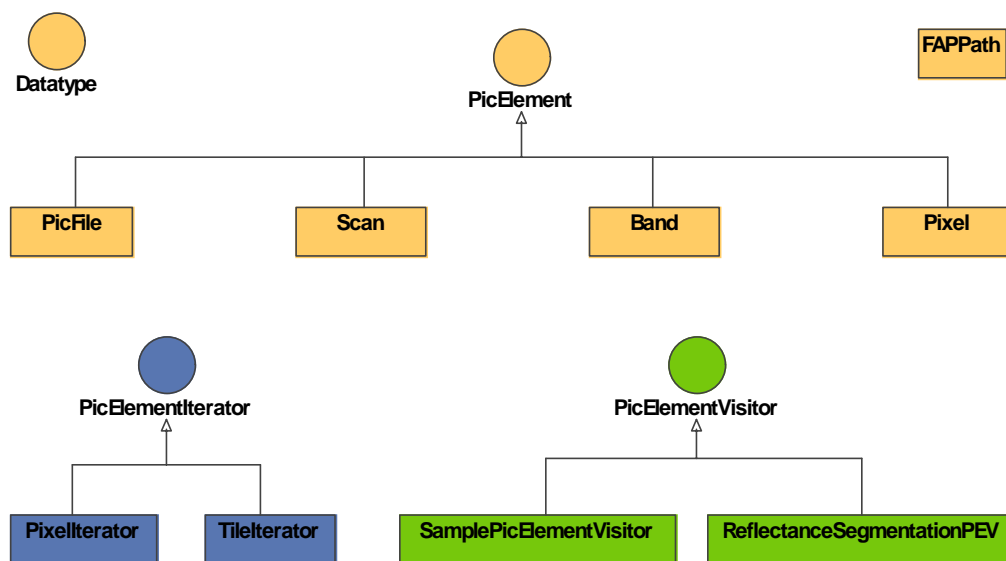 Datatype
PicElement
FAPPath
PicFile
Scan
Band
Pixel
PicElementIterator
PicElementVisitor
PixelIterator
TileIterator
SamplePicElementVisitor
ReflectanceSegmentationPEV